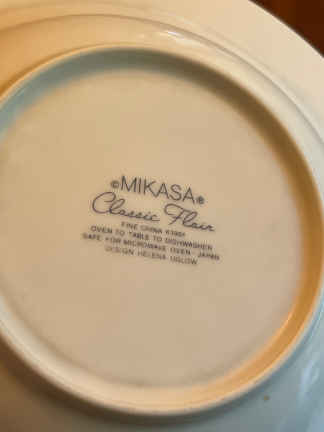 ©MIKASA®
Classic Flair
FINE CHINA
OVEN TO TABLE TO DISHWASHER
SAFE FOR MICROWAVE OVEN · JAPAN
DESIGN HELENA UGLOW